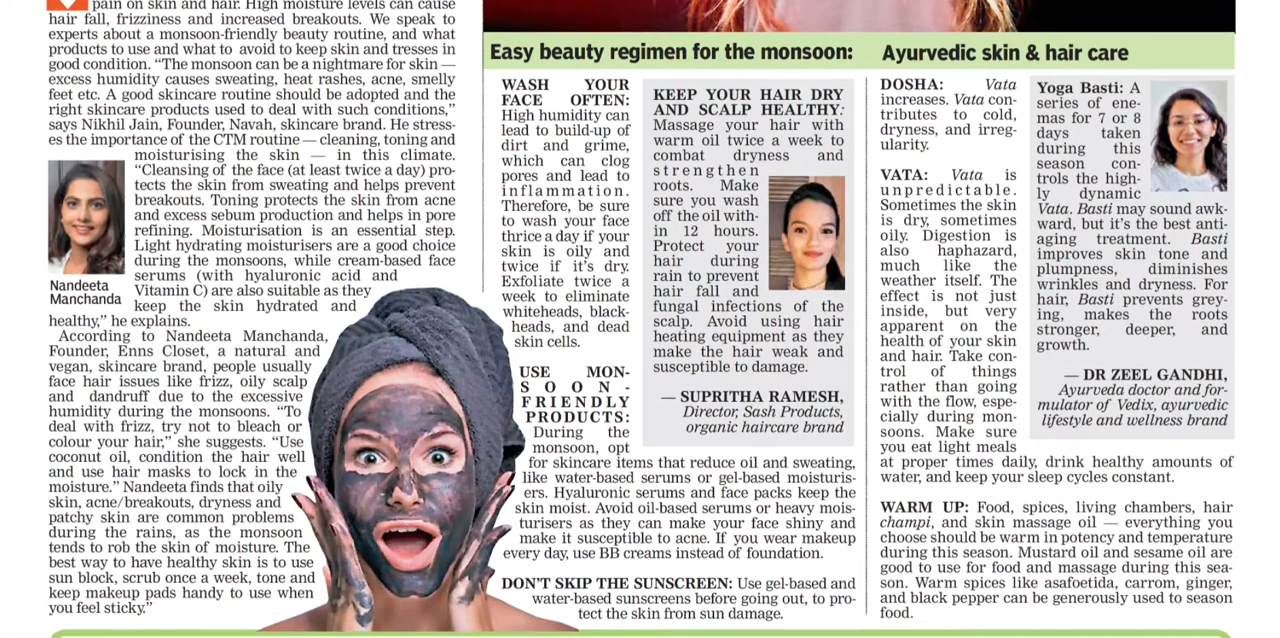 pain on skin and hair. High moisture levels can cause
hair fall, frizziness and increased breakouts. We speak to
experts about a monsoon-friendly beauty routine, and what
products to use and what to avoid to keep skin and tresses in
good condition. “The monsoon can be a nightmare for skin —
excess humidity causes sweating, heat rashes, acne, smelly
feet etc. A good skincare routine should be adopted and the
right skincare products used to deal with such conditions,”
says Nikhil Jain, Founder, Navah, skincare brand. He stress-
es the importance of the CTM routine — cleaning, toning and
moisturising the skin — in this climate.
“Cleansing of the face (at least twice a day) pro-
tects the skin from sweating and helps prevent
breakouts. Toning protects the skin from acne
and excess sebum production and helps in pore
refining. Moisturisation is an essential step.
Light hydrating moisturisers are a good choice
during the monsoons, while cream-based face
serums (with hyaluronic acid and
Vitamin C) are also suitable as they
keep the skin hydrated and
healthy,” he explains.
Nandeeta
Manchanda
According to Nandeeta Manchanda,
Founder, Enns Closet, a natural and
vegan, skincare brand, people usually
face hair issues like frizz, oily scalp
and dandruff due to the excessive
humidity during the monsoons. “To
deal with frizz, try not to bleach or
colour your hair,” she suggests. “Use
coconut oil, condition the hair well
and use hair masks to lock in the
moisture.” Nandeeta finds that oily
skin, acne/breakouts, dryness and
patchy skin are common problems
during the rains, as the monsoon
tends to rob the skin of moisture. The
best way to have healthy skin is to use
sun block, scrub once a week, tone and
keep makeup pads handy to use when
you feel sticky.”
Easy beauty regimen for the monsoon:
WASH YOUR
FACE OFTEN:
High humidity can
lead to build-up of
dirt and grime,
which can clog
pores and lead to
inflammation.
Therefore, be sure
to wash your face
thrice a day if your
skin is oily and
twice if it’s dry.
Exfoliate twice a
week to eliminate
whiteheads, black-
heads, and dead
skin cells.
USE MON-
SOON-
FRIENDLY
PRODUCTS:
During the
monsoon, opt
for skincare items that reduce oil and sweating,
like water-based serums or gel-based moisturis-
ers. Hyaluronic serums and face packs keep the
skin moist. Avoid oil-based serums or heavy mois-
turisers as they can make your face shiny and
make it susceptible to acne. If you wear makeup
every day, use BB creams instead of foundation.
DON’T SKIP THE SUNSCREEN: Use gel-based and
water-based sunscreens before going out, to pro-
tect the skin from sun damage.
KEEP YOUR HAIR DRY
AND SCALP HEALTHY:
Massage your hair with
warm oil twice a week to
combat dryness and
strengthen
roots. Make
sure you wash
off the oil with-
in 12 hours.
Protect your
hair during
rain to prevent
hair fall and
fungal infections of the
scalp. Avoid using hair
heating equipment as they
make the hair weak and
susceptible to damage.
— SUPRITHA RAMESH,
Director, Sash Products,
organic haircare brand
Ayurvedic skin & hair care
DOSHA: Vata
increases. Vata con-
tributes to cold,
dryness, and irreg-
ularity.
VATA: Vata is
unpredictable.
Sometimes the skin
is dry, sometimes
oily. Digestion is
also haphazard,
much like the
weather itself. The
effect is not just
inside, but very
apparent on the
health of your skin
and hair. Take con-
trol of things
rather than going
with the flow, espe-
cially during mon-
soons. Make sure
you eat light meals
at proper times daily, drink healthy amounts of
water, and keep your sleep cycles constant.
WARM UP: Food, spices, living chambers, hair
champi, and skin massage oil — everything you
choose should be warm in potency and temperature
during this season. Mustard oil and sesame oil are
good to use for food and massage during this sea-
son. Warm spices like asafoetida, carrom, ginger,
and black pepper can be generously used to season
food.
Yoga Basti: A
series of ene-
mas for 7 or 8
days taken
during this
season con-
trols the high-
ly dynamic
Vata. Basti may sound awk-
ward, but it’s the best anti-
aging treatment. Basti
improves skin tone and
plumpness, diminishes
wrinkles and dryness. For
hair, Basti prevents grey-
ing, makes the roots
stronger, deeper, and
growth.
— DR ZEEL GANDHI,
Ayurveda doctor and for-
mulator of Vedix, ayurvedic
lifestyle and wellness brand